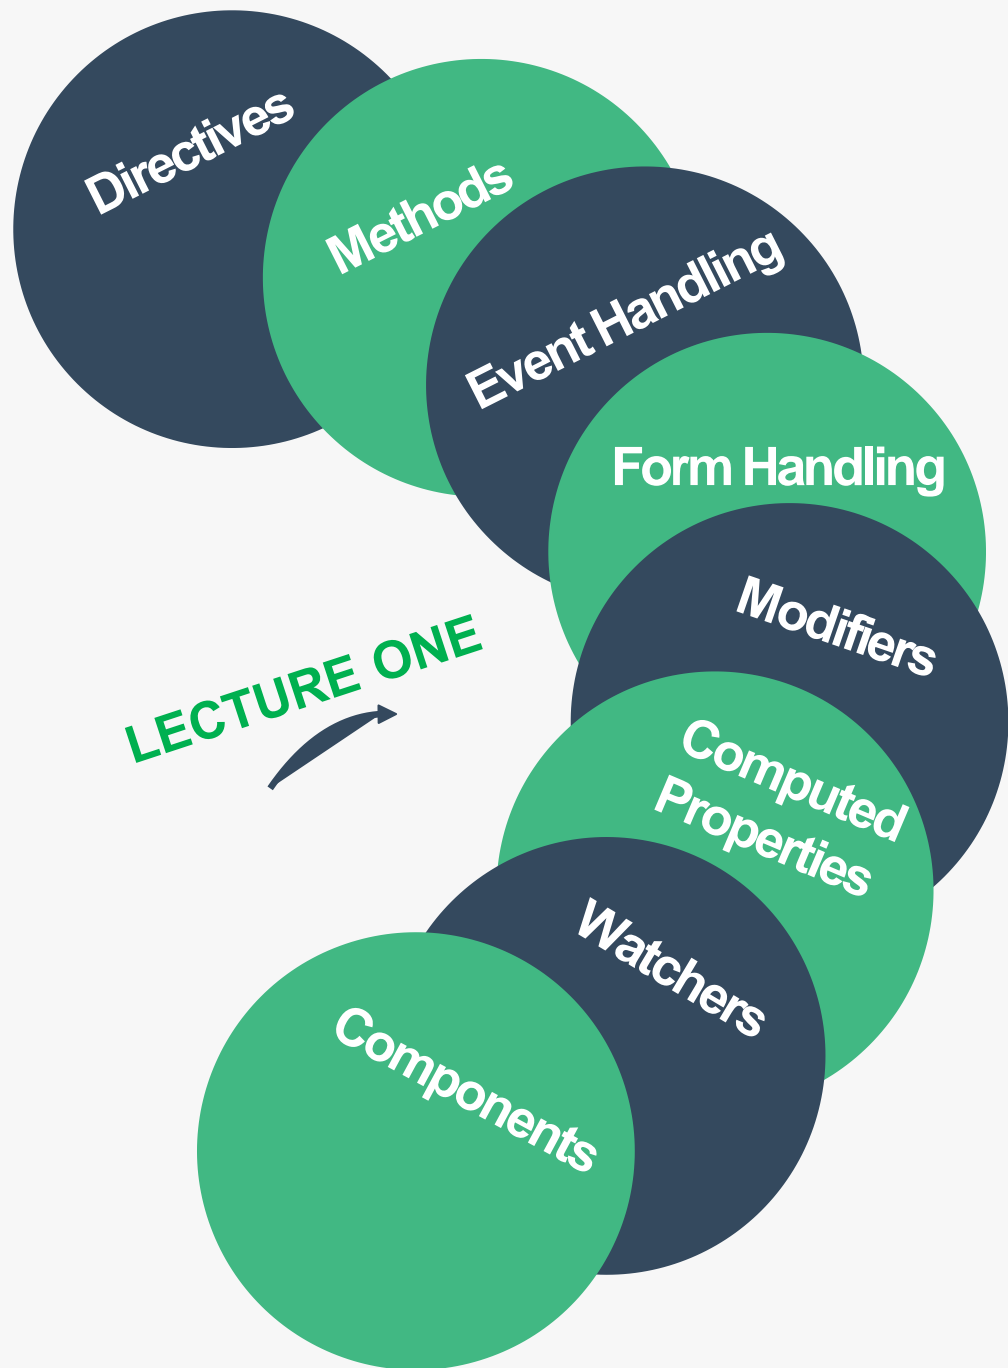 Directives
Methods
Event Handling
Form Handling
Modifiers
LECTURE ONE
Computed
Properties
Watchers
Components